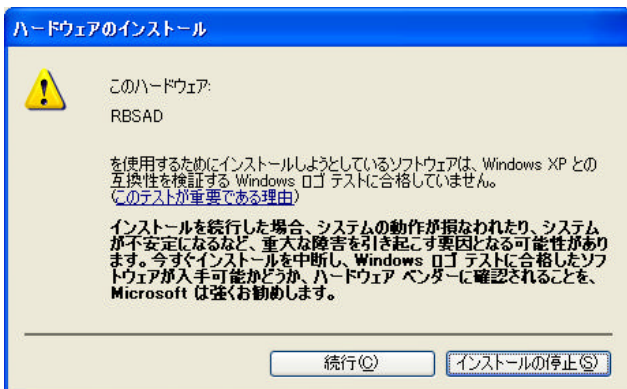 ハードウェアのインストール
このハードウェア:
RBSAD
を使用するためにインストールしようとしているソフトウェアは、Windows XP との
互換性を検証する Windows ロゴ テストに合格していません。
(このテストが重要である理由)
インストールを続行した場合、システムの動作が損なわれたり、システム
が不安定になるなど、重大な障害を引き起こす要因となる可能性があり
ます。今すぐインストールを中断し、Windows ロゴ テストに合格したソフ
トウェアが入手可能かどうか、ハードウェア ベンダーに確認されることを、
Microsoft は強くお勧めします。
続行(C)
インストールの停止(S)